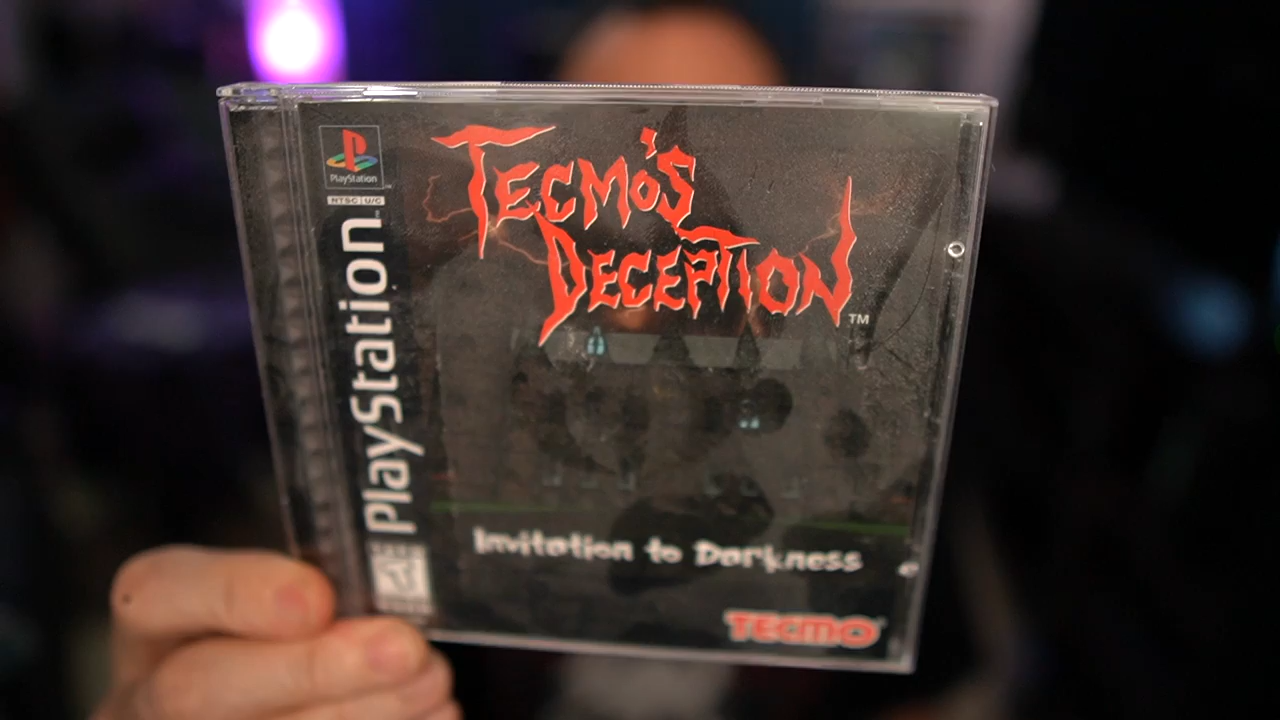 PlayStation
NTSC U/C
PlayStation
TECMO'S
DECEPTION
TM
Invitation to Darkness
TECMO